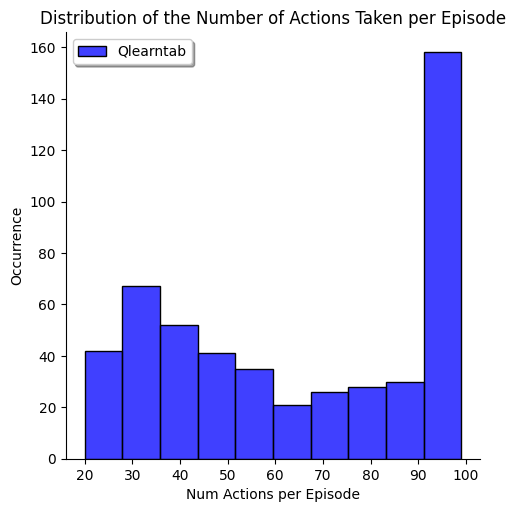 Distribution of the Number of Actions Taken per Episode
Qlearntab
160
140
120
100
80
60
40
20
0
Occurrence
20 30 40 50 60 70 80 90 100
Num Actions per Episode